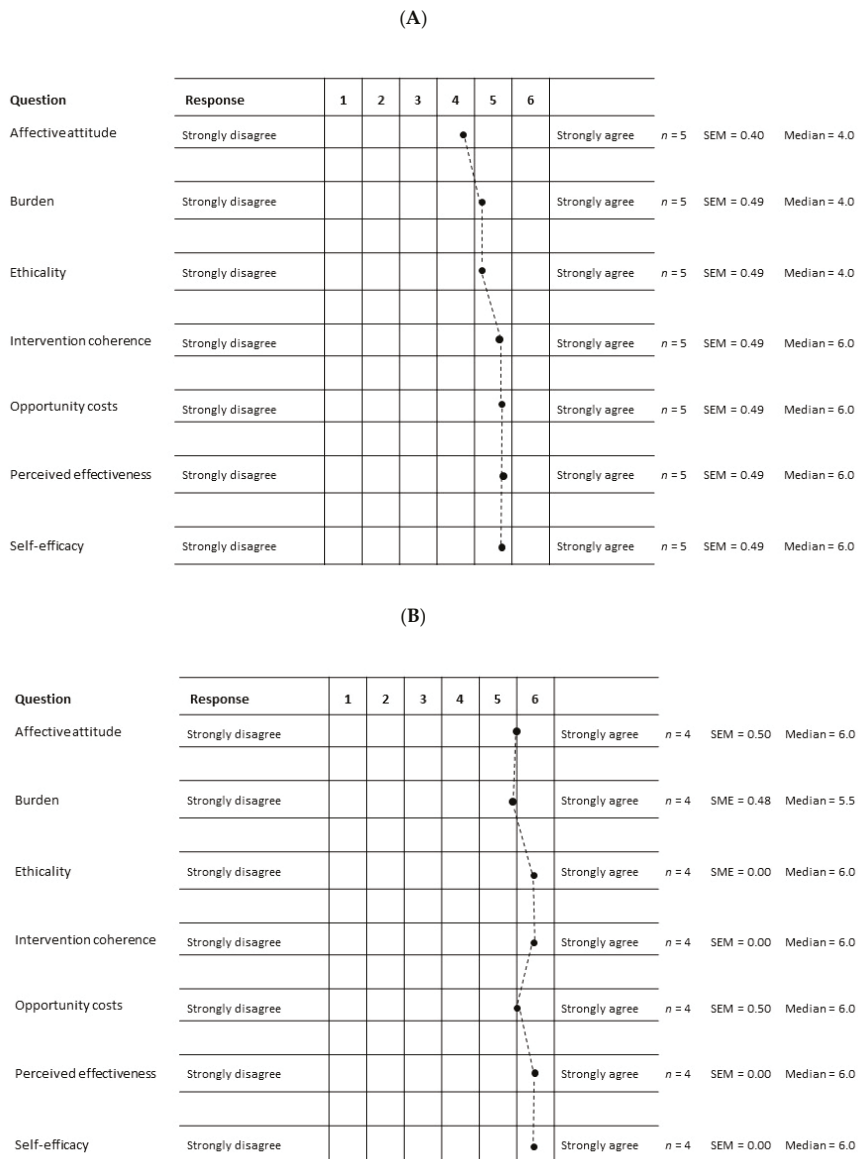 (A)
Question Response 1 2 3 4 5 6
Affective attitude Strongly disagree Strongly agree n = 5 SEM = 0.40 Median = 4.0
Burden Strongly disagree Strongly agree n = 5 SEM = 0.49 Median = 4.0
Ethicality Strongly disagree Strongly agree n = 5 SEM = 0.49 Median = 4.0
Intervention coherence Strongly disagree Strongly agree n = 5 SEM = 0.49 Median = 6.0
Opportunity costs Strongly disagree Strongly agree n = 5 SEM = 0.49 Median = 6.0
Perceived effectiveness Strongly disagree Strongly agree n = 5 SEM = 0.49 Median = 6.0
Self-efficacy Strongly disagree Strongly agree n = 5 SEM = 0.49 Median = 6.0
(B)
Question Response 1 2 3 4 5 6
Affective attitude Strongly disagree Strongly agree n = 4 SEM = 0.50 Median = 6.0
Burden Strongly disagree Strongly agree n = 4 SME = 0.48 Median = 5.5
Ethicality Strongly disagree Strongly agree n = 4 SME = 0.00 Median = 6.0
Intervention coherence Strongly disagree Strongly agree n = 4 SEM = 0.00 Median = 6.0
Opportunity costs Strongly disagree Strongly agree n = 4 SEM = 0.50 Median = 6.0
Perceived effectiveness Strongly disagree Strongly agree n = 4 SEM = 0.00 Median = 6.0
Self-efficacy Strongly disagree Strongly agree n = 4 SEM = 0.00 Median = 6.0